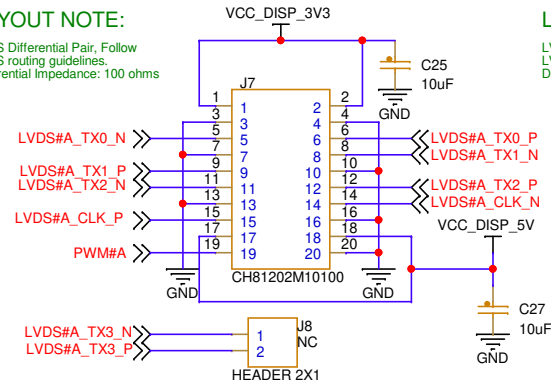 YOUT NOTE:
S Differential Pair, Follow
S routing guidelines.
rential Impedance: 100 ohms
VCC_DISP_3V3
L
LV
LV
D
C25
10uF
GND
J7
1 1 2 2
3 3 4 4
LVDS#A_TX0_N 5 5 6 6 LVDS#A_TX0_P
7 7 8 8 LVDS#A_TX1_N
LVDS#A_TX1_P 9 9 10 10
LVDS#A_TX2_N 11 11 12 12 LVDS#A_TX2_P
13 13 14 14 LVDS#A_CLK_N
LVDS#A_CLK_P 15 15 16 16
17 17 18 18
PWM#A 19 19 20 20
VCC_DISP_5V
CH81202M10100
GND
GND
C27
10uF
GND
LVDS#A_TX3_N 1
LVDS#A_TX3_P 2
J8
NC
HEADER 2X1